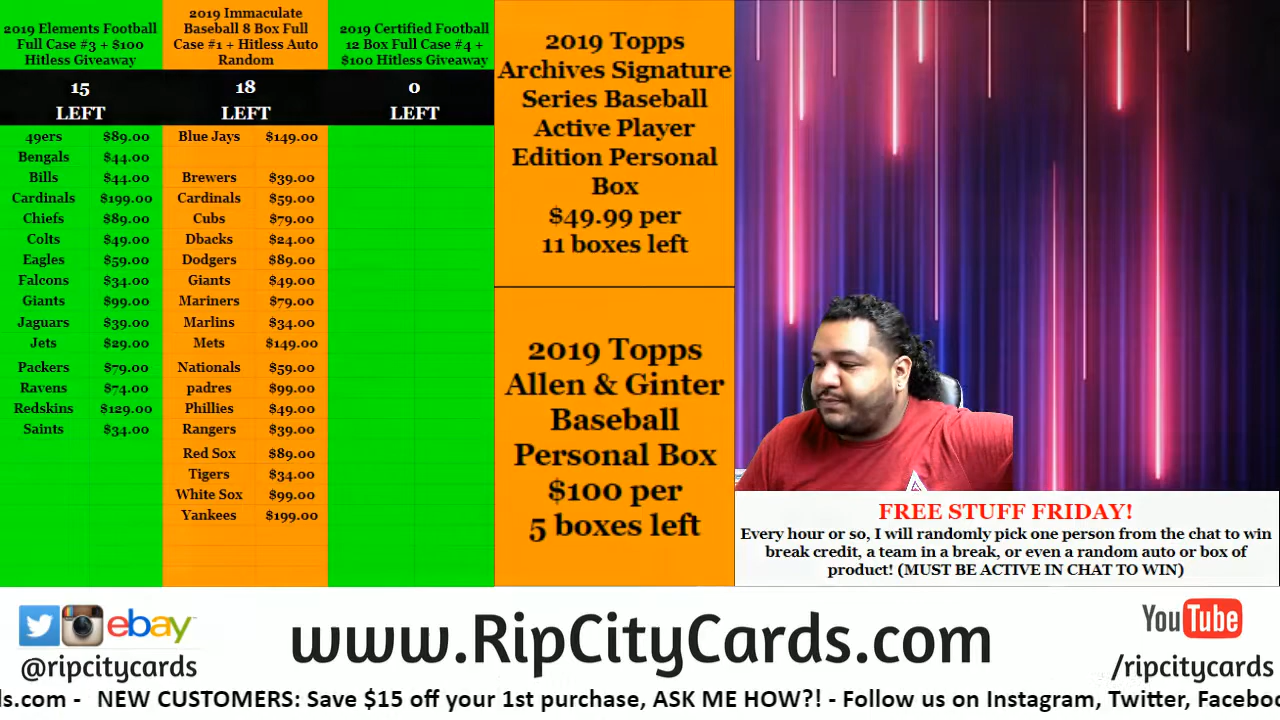 2019 Elements Football
Full Case #3 + $100
Hitless Giveaway
15
LEFT
49ers $89.00
Bengals $44.00
Bills $44.00
Cardinals $199.00
Chiefs $89.00
Colts $49.00
Eagles $59.00
Falcons $34.00
Giants $99.00
Jaguars $39.00
Jets $29.00
Packers $79.00
Ravens $74.00
Redskins $129.00
Saints $34.00
2019 Immaculate
Baseball 8 Box Full
Case #1 + Hitless Auto
Random
18
LEFT
Blue Jays $149.00
Brewers $39.00
Cardinals $59.00
Cubs $79.00
Dbacks $24.00
Dodgers $89.00
Giants $49.00
Mariners $79.00
Marlins $34.00
Mets $149.00
Nationals $59.00
padres $99.00
Phillies $49.00
Rangers $39.00
Red Sox $89.00
Tigers $34.00
White Sox $99.00
Yankees $199.00
2019 Certified Football
12 Box Full Case #4 +
$100 Hitless Giveaway
0
LEFT
2019 Topps
Archives Signature
Series Baseball
Active Player
Edition Personal
Box
$49.99 per
11 boxes left
2019 Topps
Allen & Ginter
Baseball
Personal Box
$100 per
5 boxes left
FREE STUFF FRIDAY!
Every hour or so, I will randomly pick one person from the chat to win
break credit, a team in a break, or even a random auto or box of
product! (MUST BE ACTIVE IN CHAT TO WIN)
ebay
@ripcitycards
www.RipCityCards.com
YouTube
/ripcitycards
ds.com - NEW CUSTOMERS: Save $15 off your 1st purchase, ASK ME HOW?! - Follow us on Instagram, Twitter, Facebo